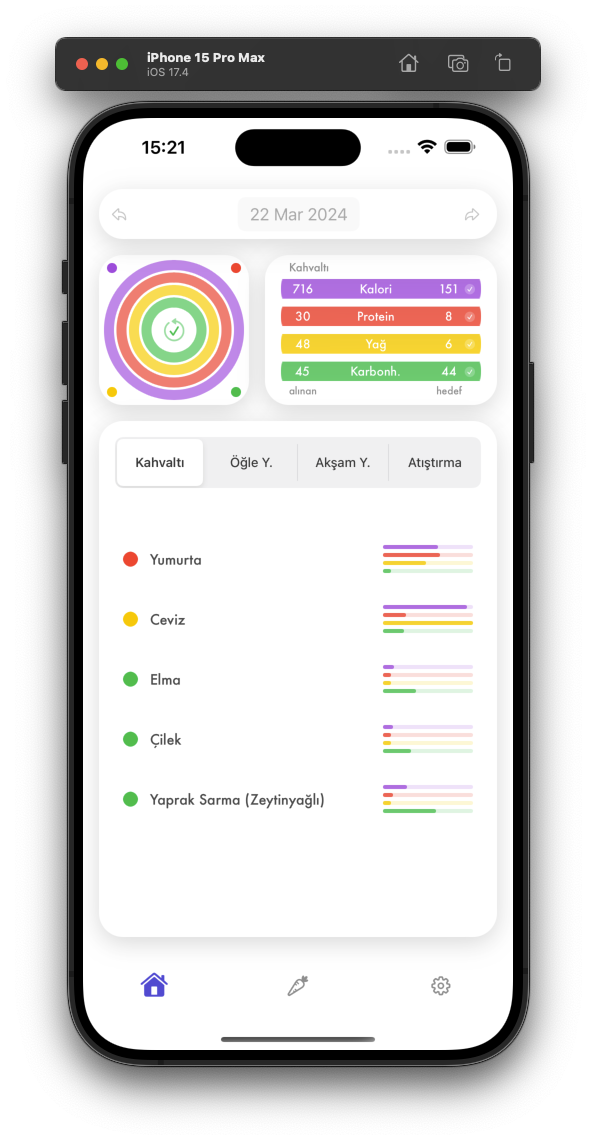 iPhone 15 Pro Max
iOS 17.4
15:21
22 Mar 2024
Kahvaltı
716 Kalori 151
30 Protein 8
48 Yağ 6
45 Karbonh. 44
alınan hedef
Kahvaltı Öğle Y. Akşam Y. Atıştırma
Yumurta
Ceviz
Elma
Çilek
Yaprak Sarma (Zeytinyağlı)